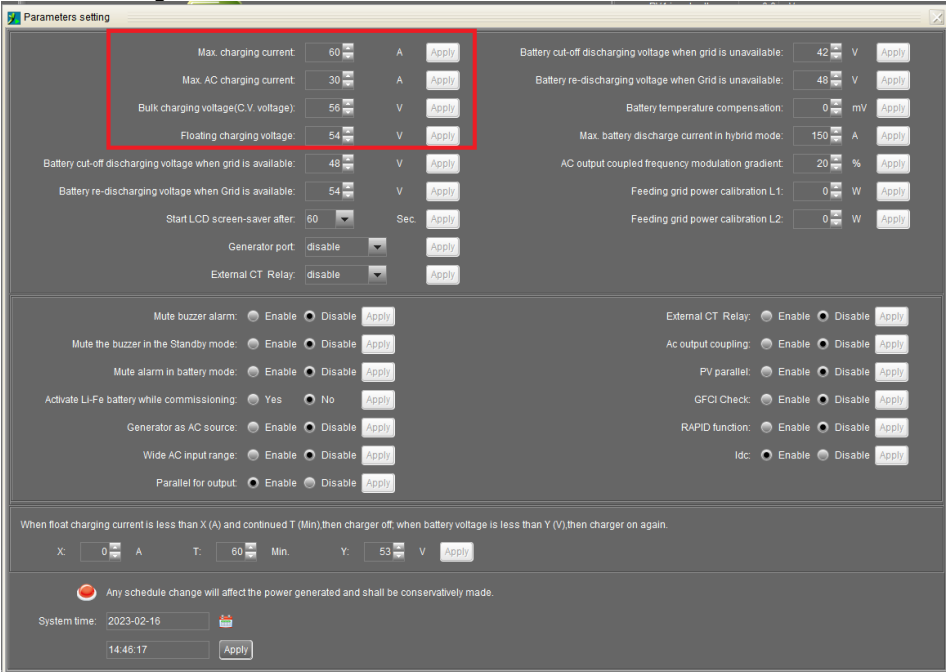 Parameters setting
Max. charging current: 60 A Apply
Max. AC charging current: 30 A Apply
Bulk charging voltage(C.V. voltage): 56 V Apply
Floating charging voltage: 54 V Apply
Battery cut-off discharging voltage when grid is available: 48 V Apply
Battery re-discharging voltage when Grid is available: 54 V Apply
Start LCD screen-saver after: 60 Sec. Apply
Generator port: disable Apply
External CT Relay: disable Apply
Battery cut-off discharging voltage when grid is unavailable: 42 V Apply
Battery re-discharging voltage when Grid is unavailable: 48 V Apply
Battery temperature compensation: 0 mV Apply
Max. battery discharge current in hybrid mode: 150 A Apply
AC output coupled frequency modulation gradient: 20 % Apply
Feeding grid power calibration L1: 0 W Apply
Feeding grid power calibration L2: 0 W Apply
Mute buzzer alarm: Enable Disable Apply
Mute the buzzer in the Standby mode: Enable Disable Apply
Mute alarm in battery mode: Enable Disable Apply
Activate Li-Fe battery while commissioning: Yes No Apply
Generator as AC source: Enable Disable Apply
Wide AC input range: Enable Disable Apply
Parallel for output: Enable Disable Apply
External CT Relay: Enable Disable Apply
Ac output coupling: Enable Disable Apply
PV parallel: Enable Disable Apply
GFCI Check: Enable Disable Apply
RAPID function: Enable Disable Apply
Idc: Enable Disable Apply
When float charging current is less than X (A) and continued T (Min),then charger off; when battery voltage is less than Y (V),then charger on again.
X: 0 A T: 60 Min. Y: 53 V Apply
Any schedule change will affect the power generated and shall be conservatively made.
System time: 2023-02-16
14:46:17 Apply